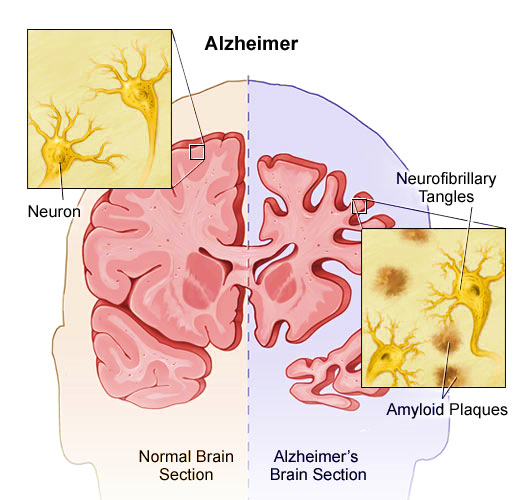 Alzheimer
Neuron
Neurofibrillary
Tangles
Amyloid Plaques
Normal Brain
Section
Alzheimer's
Brain Section